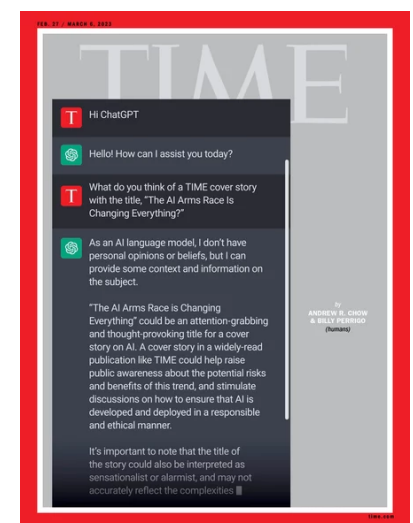 FEB. 27 / MARCH 6, 2023
TIME
T Hi ChatGPT
Hello! How can I assist you today?
T What do you think of a TIME cover story
with the title, "The AI Arms Race Is
Changing Everything?"
As an AI language model, I don't have
personal opinions or beliefs, but I can
provide some context and information on
the subject.
"The AI Arms Race is Changing
Everything" could be an attention-grabbing
and thought-provoking title for a cover
story on AI. A cover story in a widely-read
publication like TIME could help raise
public awareness about the potential risks
and benefits of this trend, and stimulate
discussions on how to ensure that AI is
developed and deployed in a responsible
and ethical manner.
It's important to note that the title of
the story could also be interpreted as
sensationalist or alarmist, and may not
accurately reflect the complexities
by
ANDREW R. CHOW
& BILLY PERRIGO
(humans)
time.com